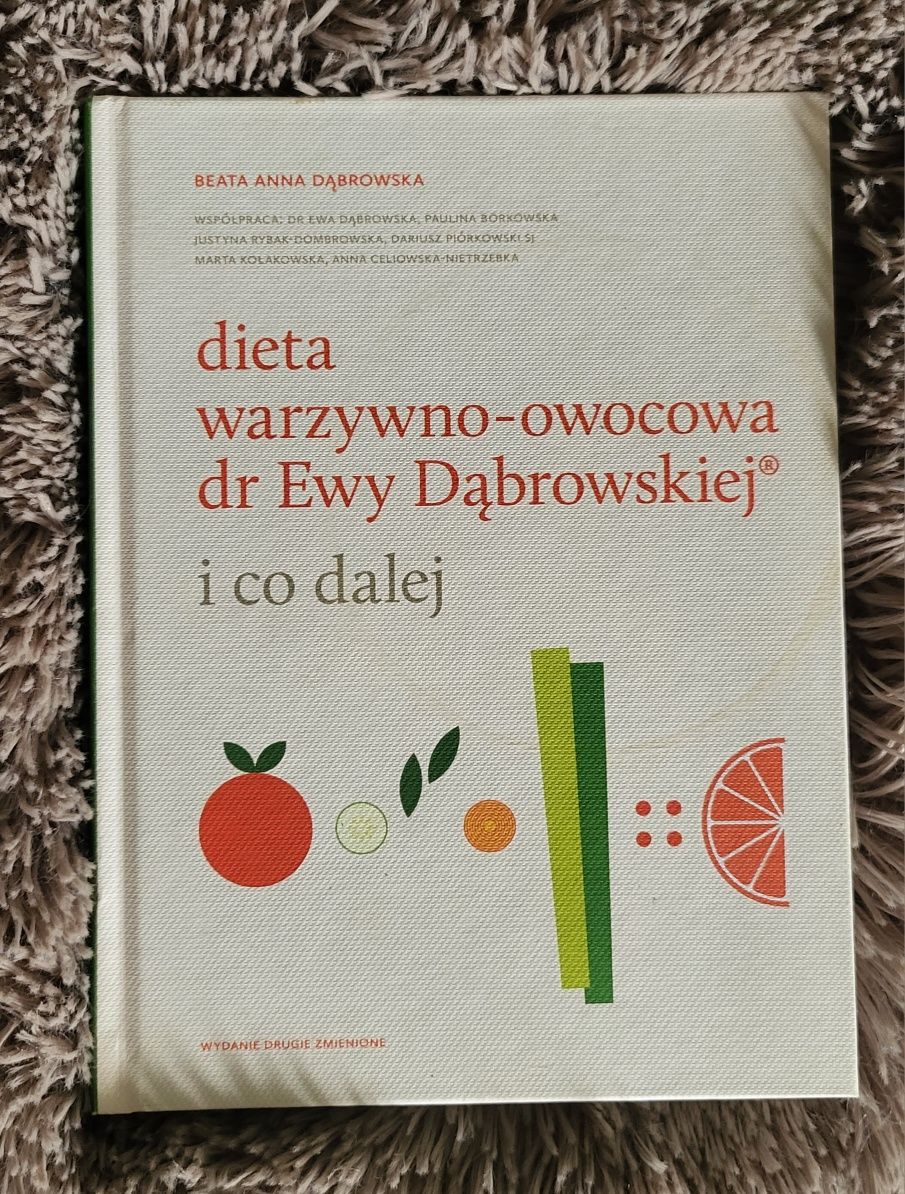 BEATA ANNA DĄBROWSKA
WSPÓŁPRACA: DR EWA DĄBROWSKA, PAULINA BORKOWSKA
JUSTYNA RYBAK-DOMBROWSKA, DARIUSZ PIÓRKOWSKI SJ
MARTA KOŁAKOWSKA, ANNA CELIOWSKA-NIETRZEBKA
dieta
warzywno-owocowa
dr Ewy Dąbrowskiej®
i co dalej
WYDANIE DRUGIE ZMIENIONE